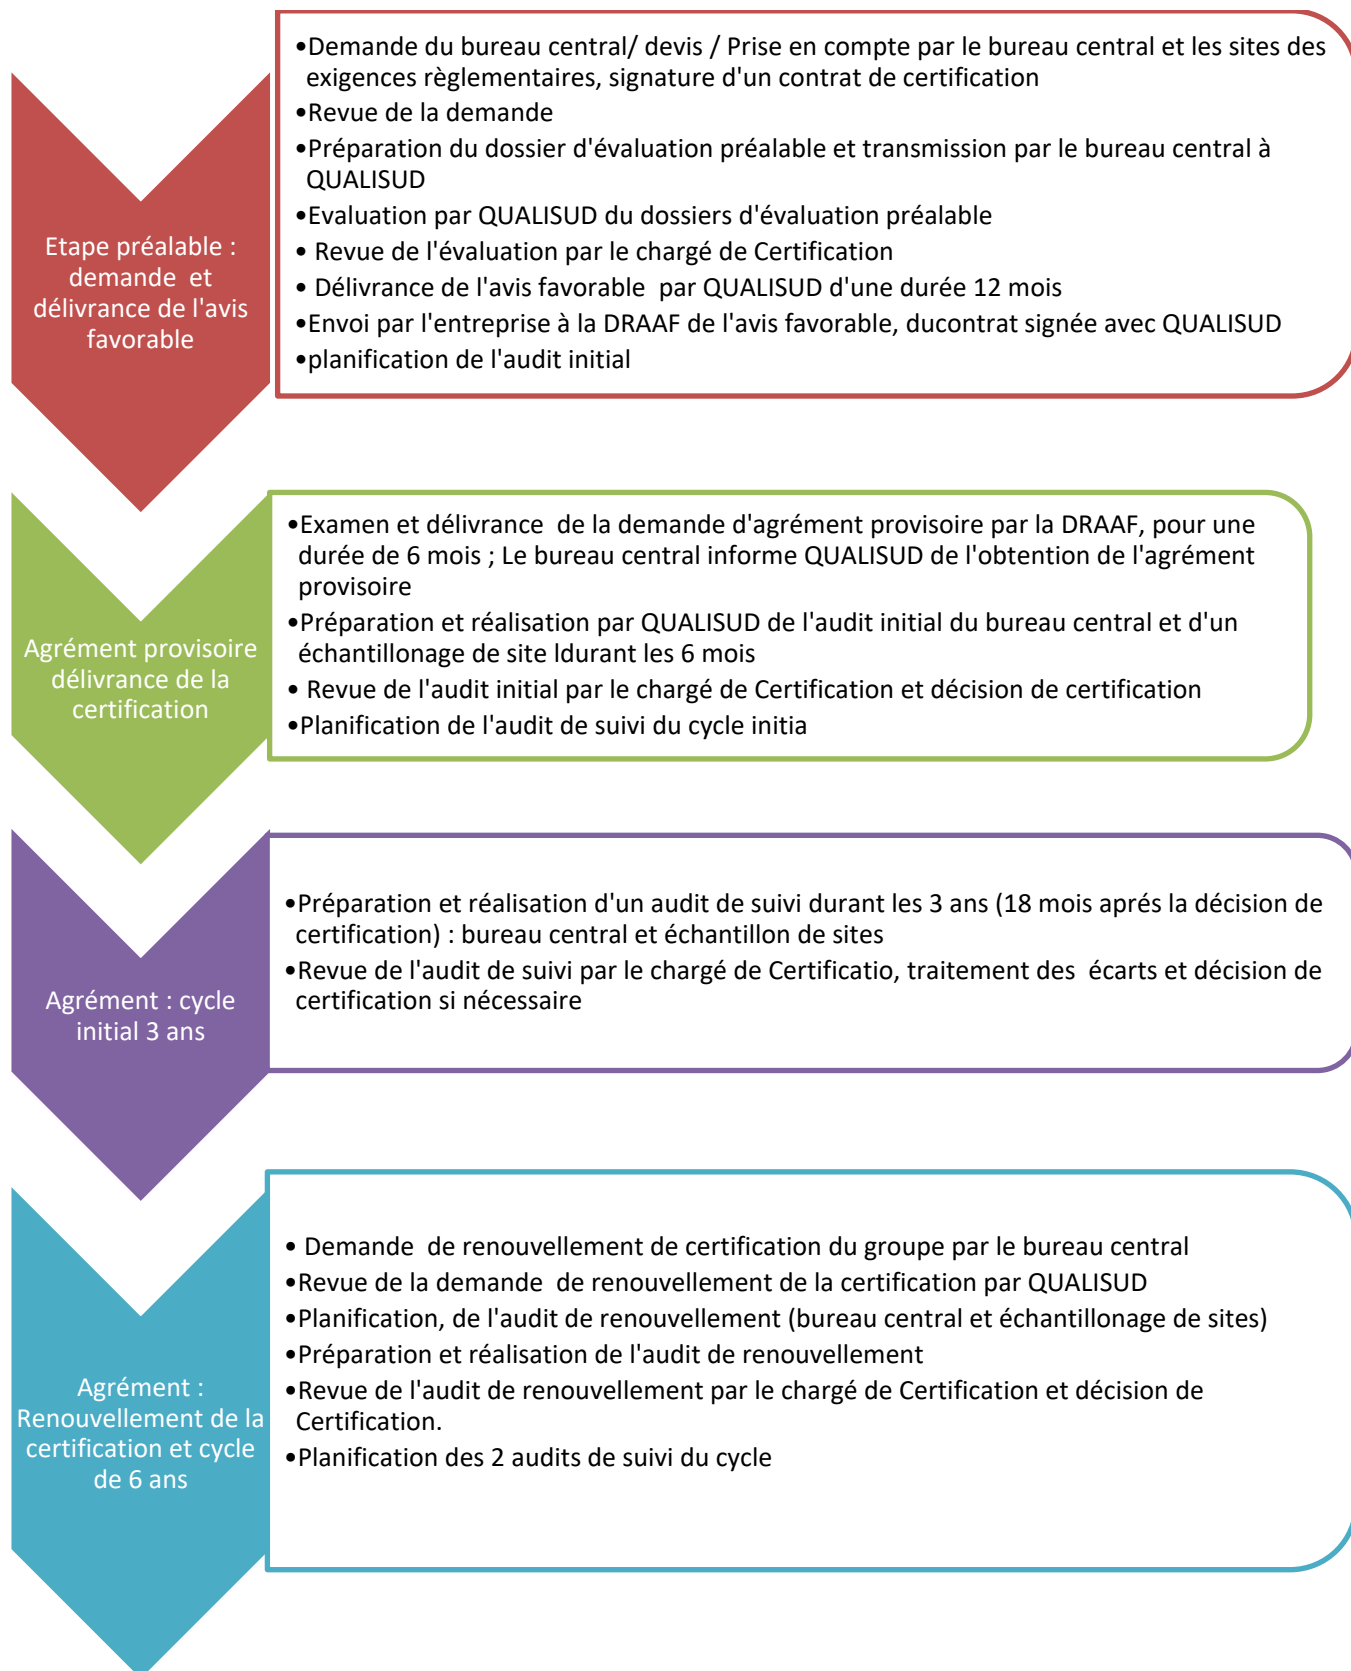 Etape préalable :
demande  et
délivrance de l'avis
favorable
•Demande du bureau central/ devis / Prise en compte par le bureau central et les sites des
exigences règlementaires, signature d'un contrat de certification
•Revue de la demande
•Préparation du dossier d'évaluation préalable et transmission par le bureau central à
QUALISUD
•Evaluation par QUALISUD du dossiers d'évaluation préalable
• Revue de l'évaluation par le chargé de Certification
• Délivrance de l'avis favorable  par QUALISUD d'une durée 12 mois
•Envoi par l'entreprise à la DRAAF de l'avis favorable, ducontrat signée avec QUALISUD
•planification de l'audit initial
Agrément provisoire
délivrance de la
certification
•Examen et délivrance  de la demande d'agrément provisoire par la DRAAF, pour une
durée de 6 mois ; Le bureau central informe QUALISUD de l'obtention de l'agrément
provisoire
•Préparation et réalisation par QUALISUD de l'audit initial du bureau central et d'un
échantillonage de site ldurant les 6 mois
• Revue de l'audit initial par le chargé de Certification et décision de certification
•Planification de l'audit de suivi du cycle initia
Agrément : cycle
initial 3 ans
•Préparation et réalisation d'un audit de suivi durant les 3 ans (18 mois aprés la décision de
certification) : bureau central et échantillon de sites
•Revue de l'audit de suivi par le chargé de Certificatio, traitement des  écarts et décision de
certification si nécessaire
Agrément :
Renouvellement de la
certification et cycle
de 6 ans
• Demande  de renouvellement de certification du groupe par le bureau central
•Revue de la demande  de renouvellement de la certification par QUALISUD
•Planification, de l'audit de renouvellement (bureau central et échantillonage de sites)
•Préparation et réalisation de l'audit de renouvellement
•Revue de l'audit de renouvellement par le chargé de Certification et décision de
Certification.
•Planification des 2 audits de suivi du cycle